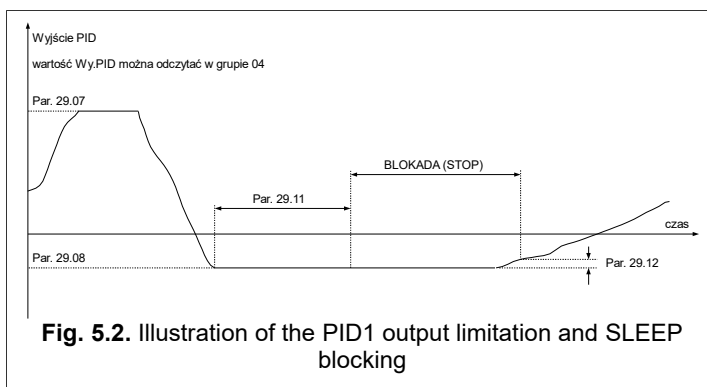 Wyjście PID
wartość Wy.PID można odczytać w grupie 04
Par. 29.07
BLOKADA (STOP)
Par. 29.11
czas
Par. 29.08
Par. 29.12
Fig. 5.2. Illustration of the PID1 output limitation and SLEEP
blocking